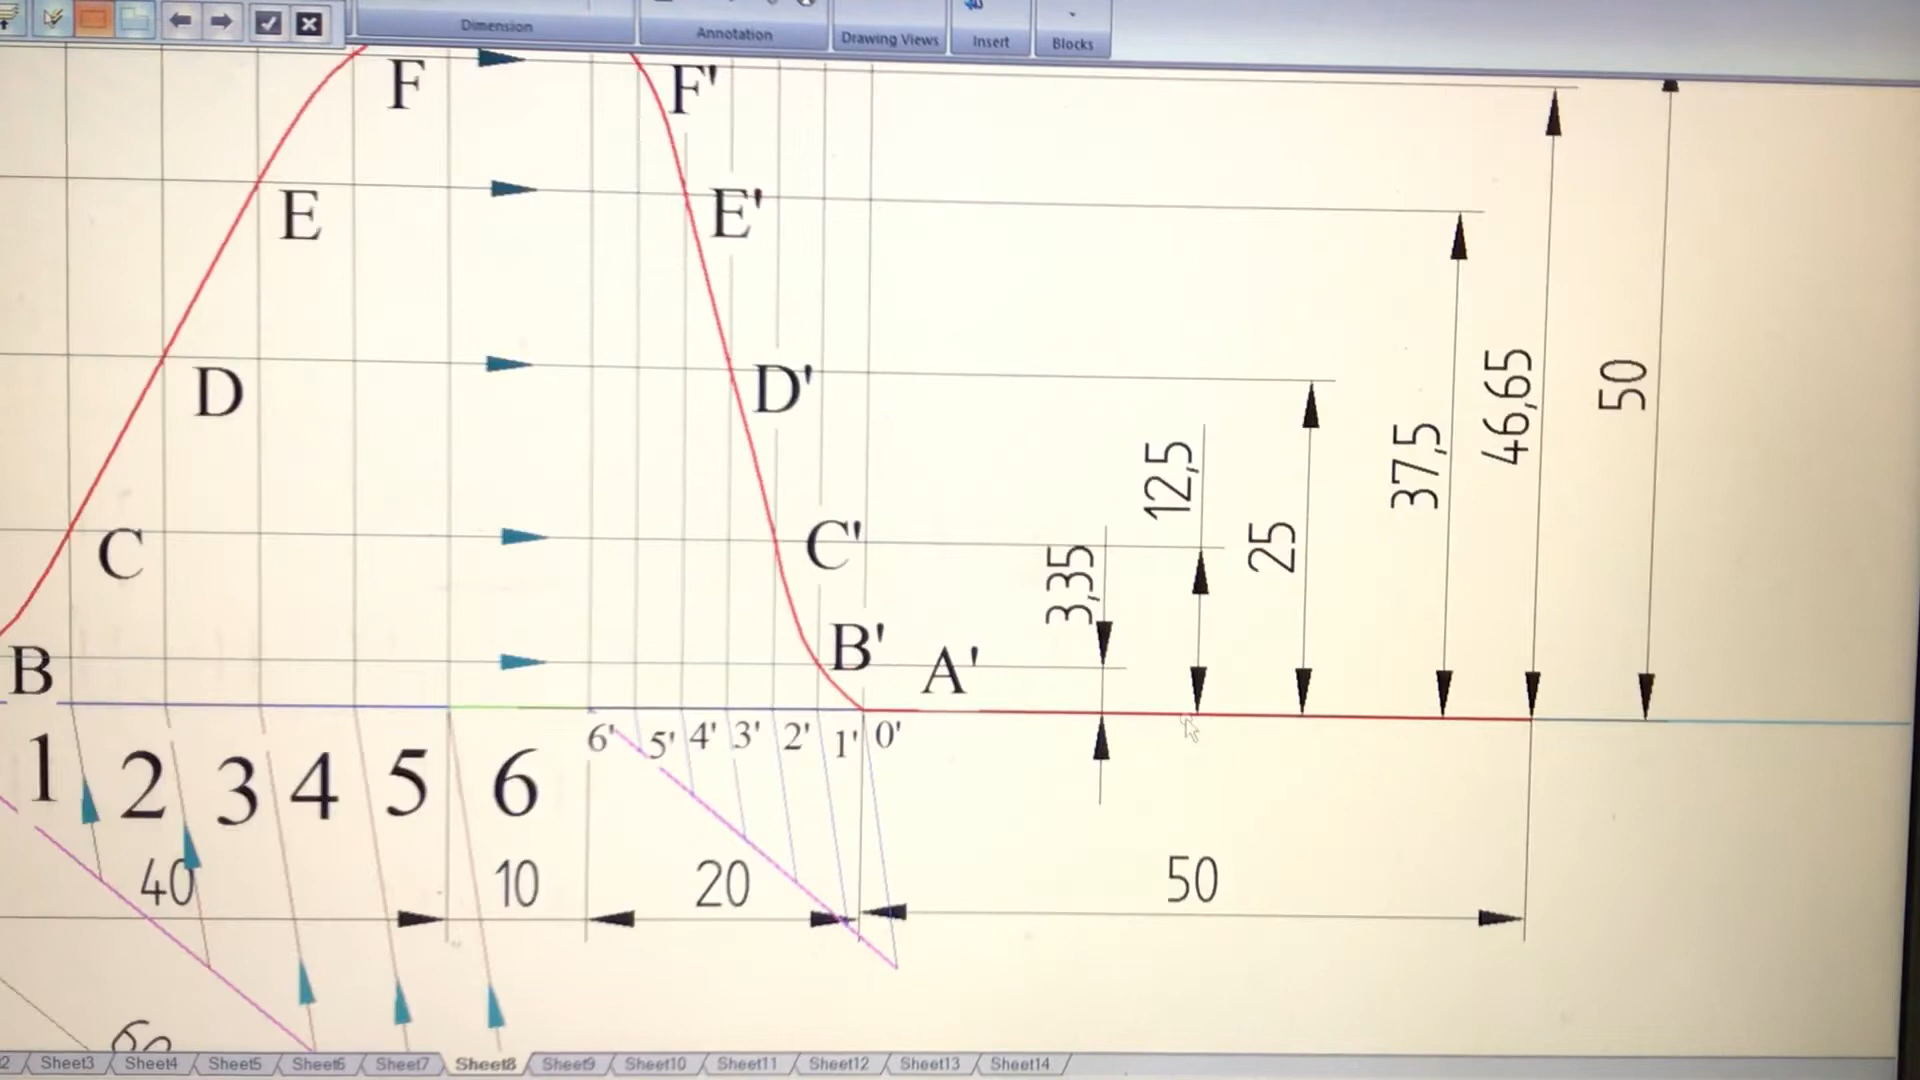 Dimension
Annotation
Drawing Views
Insert
Blocks
F
F'
E
E'
D
D'
C
C'
B
B'
A'
3,35
12,5
25
37,5
46,65
50
6' 5' 4' 3' 2' 1' 0'
1 2 3 4 5 6
40
10
20
50
2
Sheet3
Sheet4
Sheet5
Sheet6
Sheet7
Sheet8
Sheet9
Sheet10
Sheet11
Sheet12
Sheet13
Sheet14